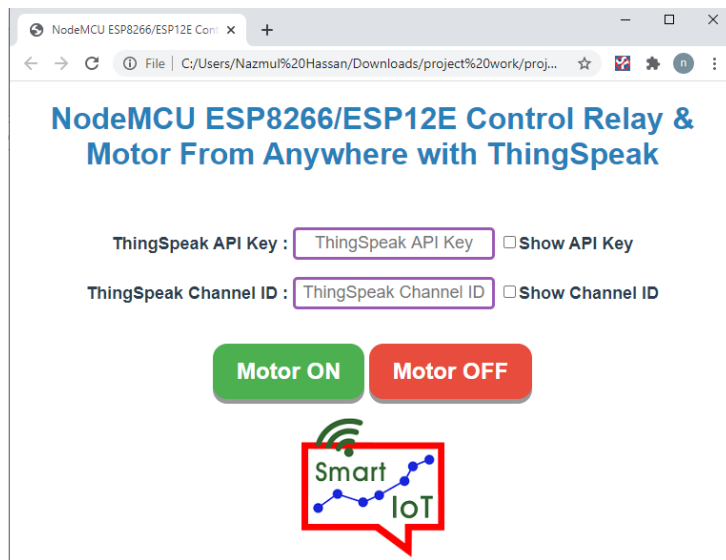 NodeMCU ESP8266/ESP12E Cont
File | C:/Users/Nazmul%20Hassan/Downloads/project%20work/proj...
n
NodeMCU ESP8266/ESP12E Control Relay &
Motor From Anywhere with ThingSpeak
ThingSpeak API Key : ThingSpeak API Key Show API Key
ThingSpeak Channel ID : ThingSpeak Channel ID Show Channel ID
Motor ON Motor OFF
Smart
IoT